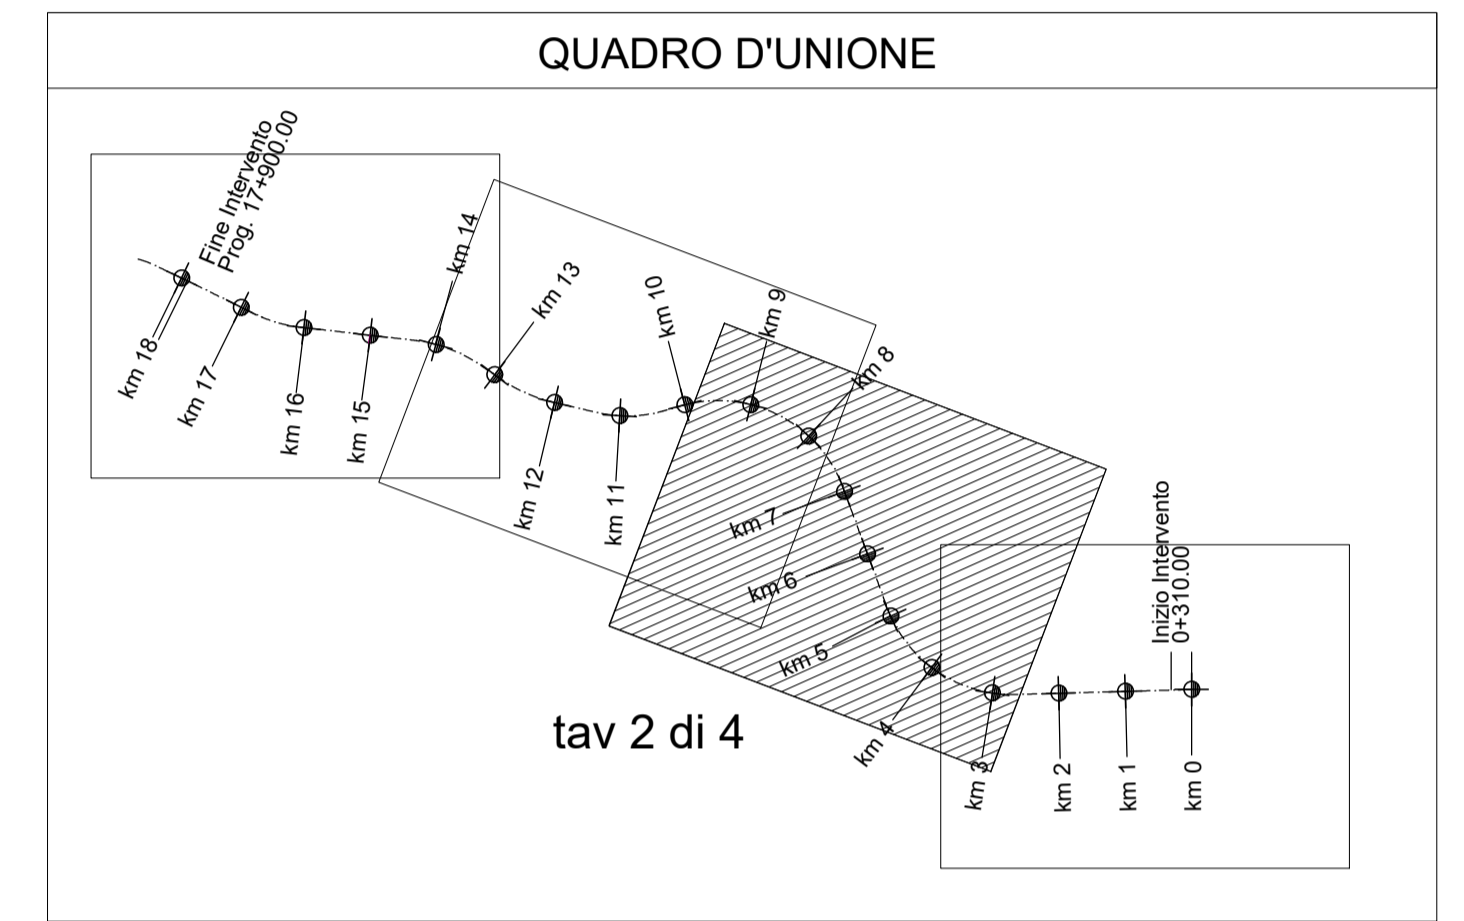 QUADRO D'UNIONE
Fine Intervento
Prog. 17+900.00
km 18
km 17
km 16
km 15
km 14
km 13
km 12
km 11
km 10
km 9
km 8
km 7
km 6
km 5
km 4
km 3
km 2
km 1
km 0
Inizio Intervento
0+310.00
tav 2 di 4